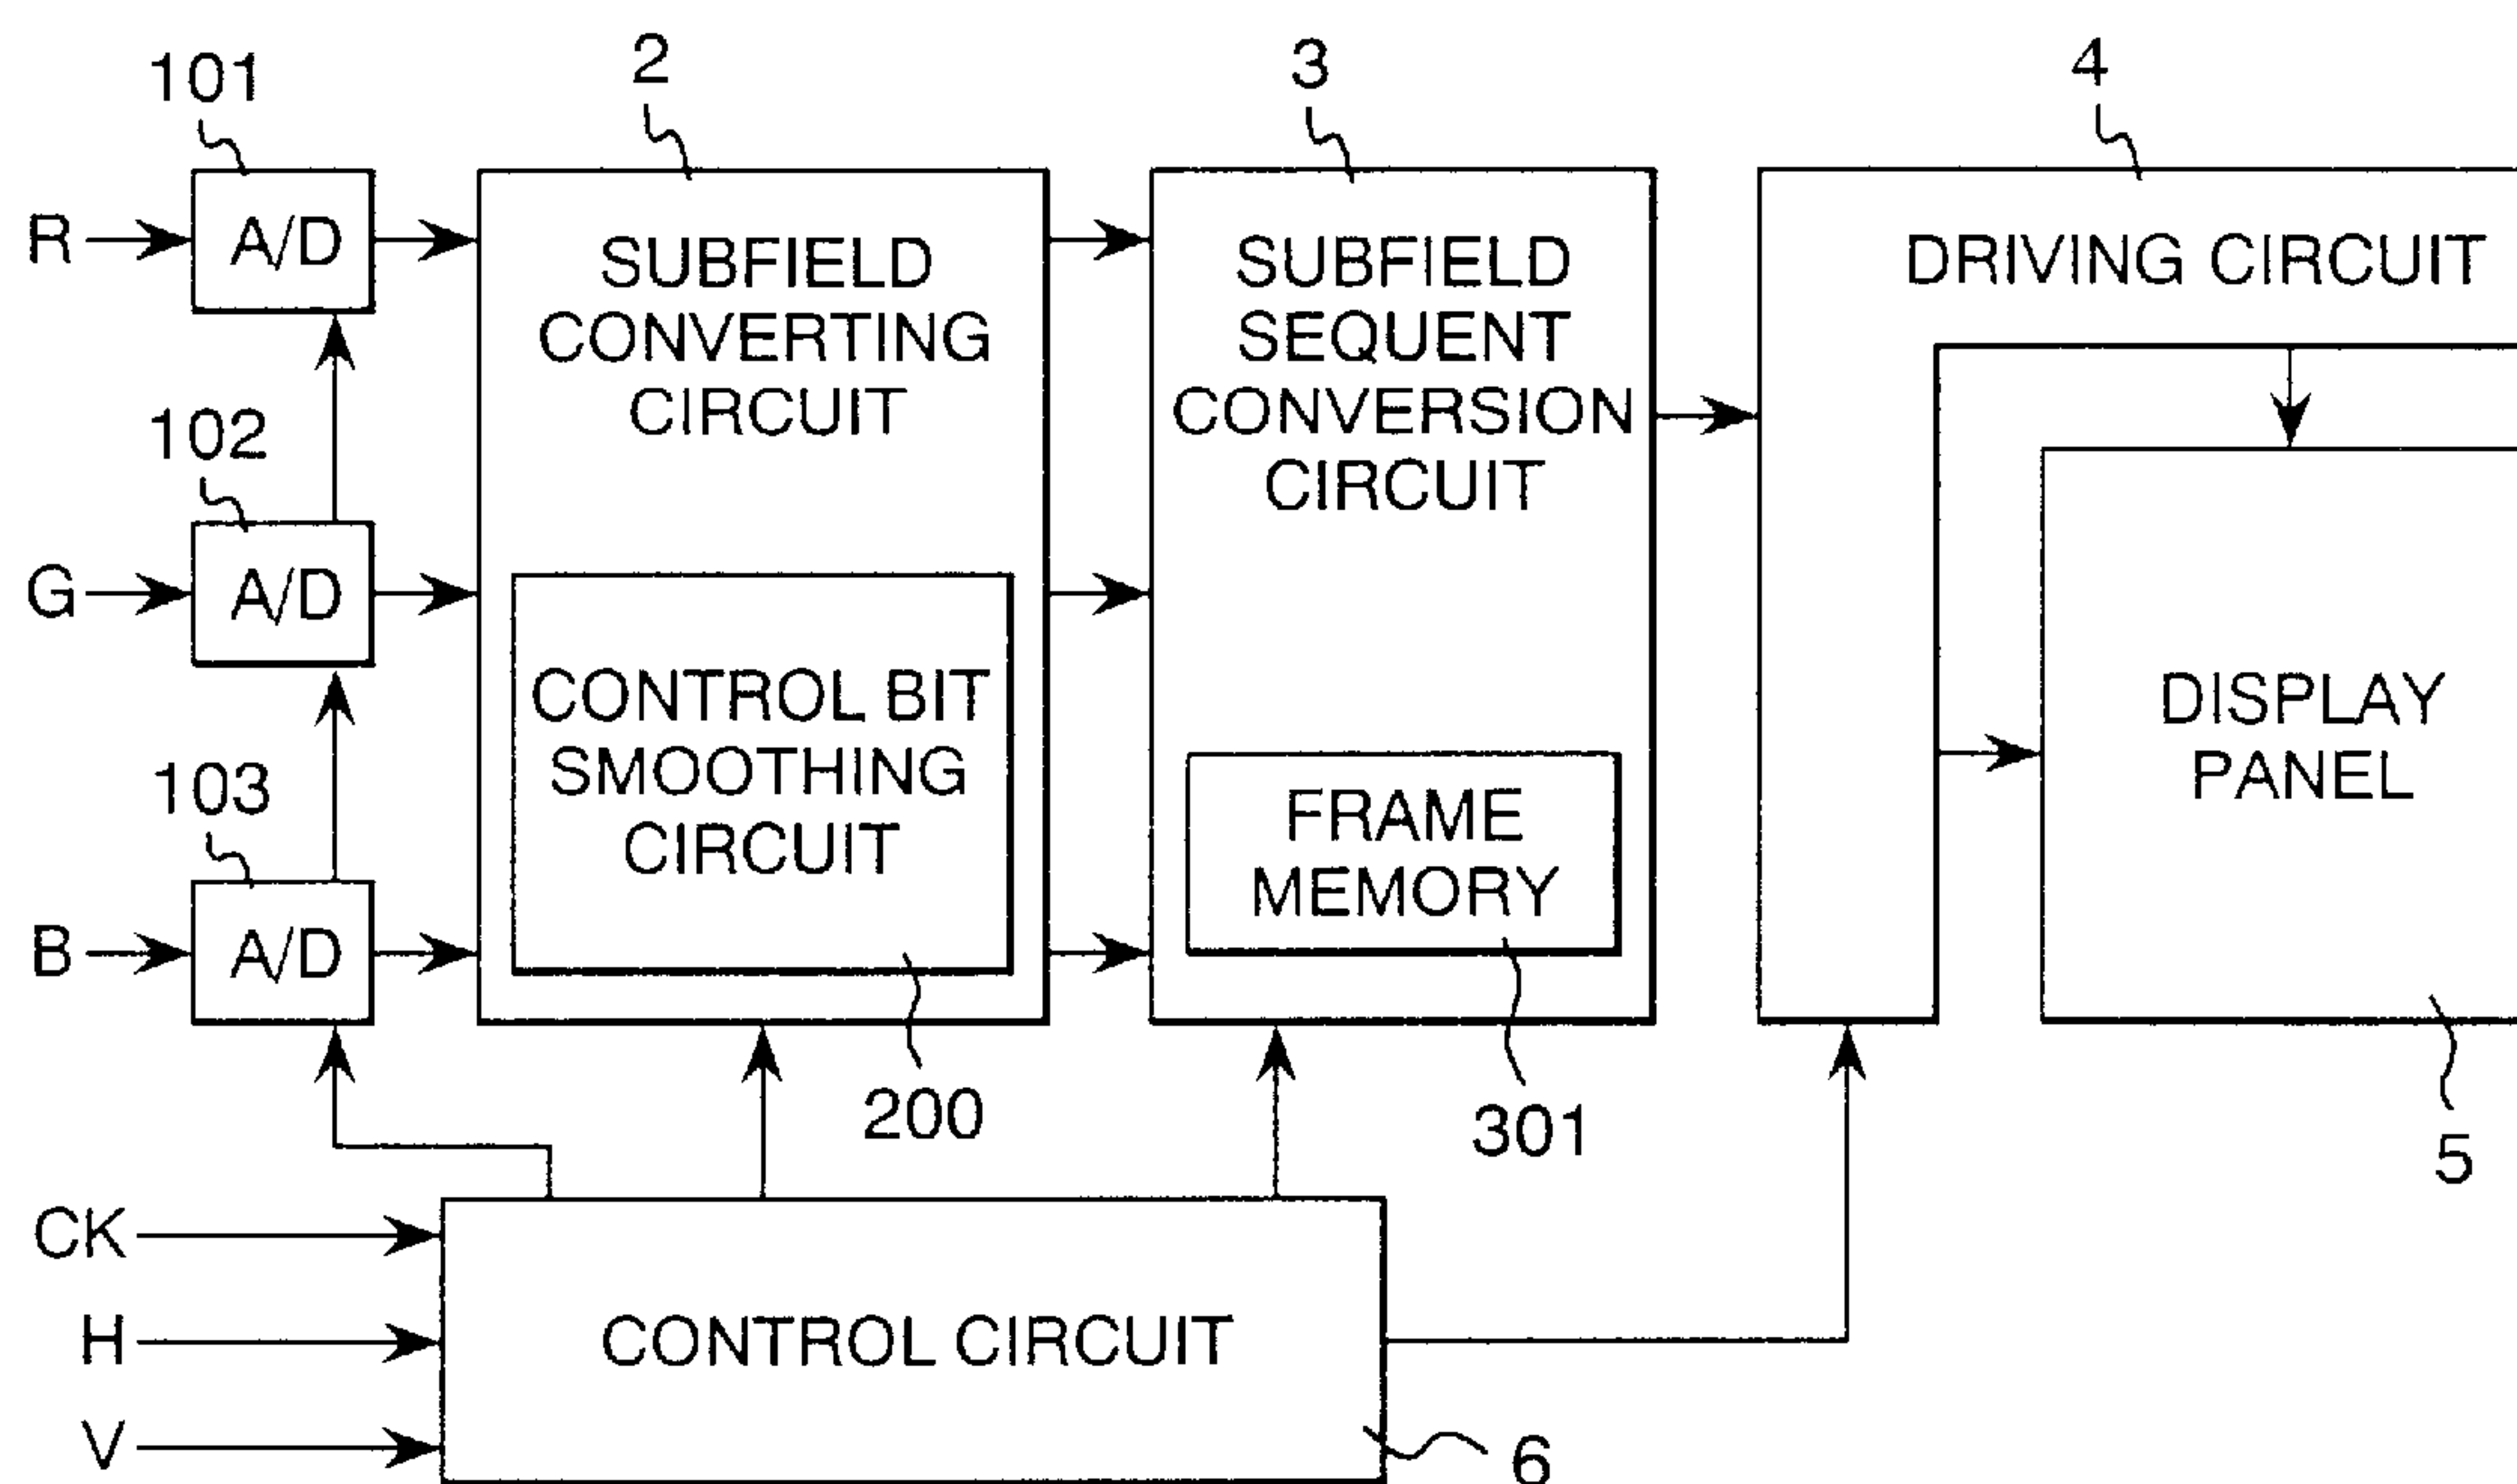 101
2
3
4
R
A/D
SUBFIELD
CONVERTING
CIRCUIT
SUBFIELD
SEQUENT
CONVERSION
CIRCUIT
DRIVING CIRCUIT
102
G
A/D
CONTROL BIT
SMOOTHING
CIRCUIT
DISPLAY
PANEL
103
FRAME
MEMORY
B
A/D
200
301
5
CK
H
V
CONTROL CIRCUIT
6